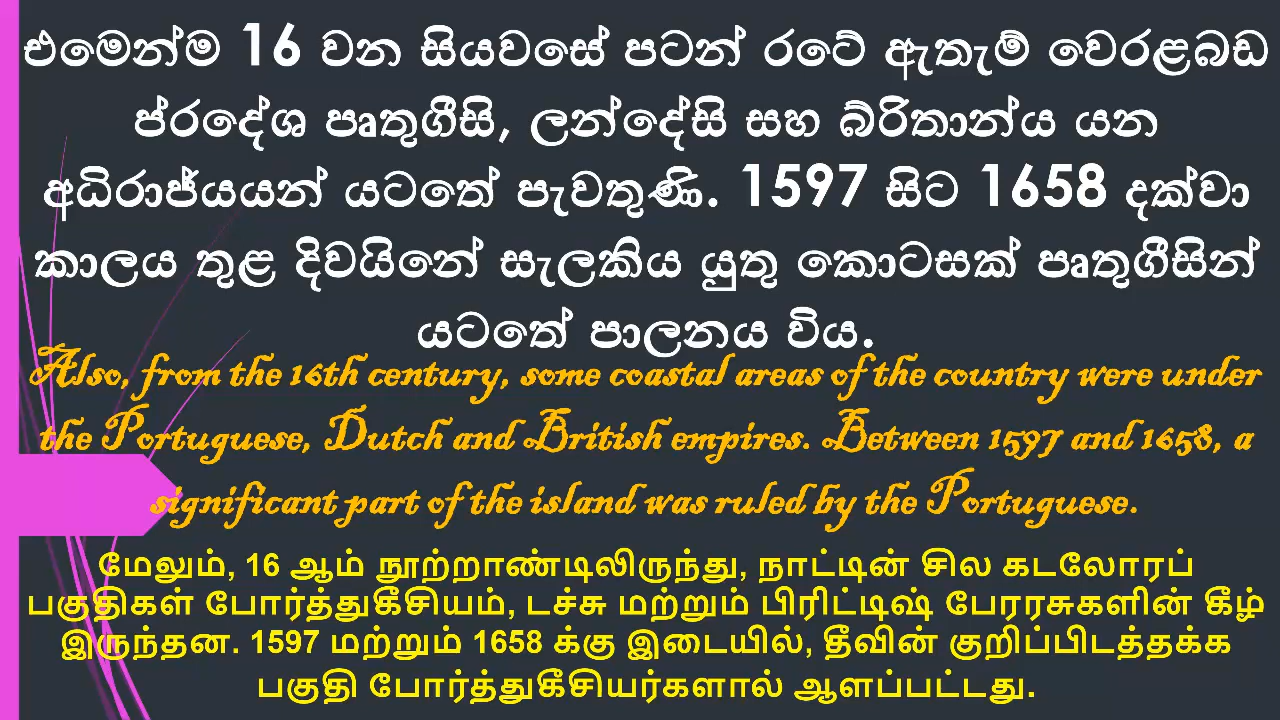 එමෙන්ම 16 වන සියවසේ පටන් රටේ ඇතැම් වෙරළබඩ
ප්රදේශ පෘතුගීසි, ලන්දේසි සහ බ්රිතාන්ය යන
අධිරාජ්යයන් යටතේ පැවතුණි. 1597 සිට 1658 දක්වා
කාලය තුළ දිවයිනේ සැලකිය යුතු කොටසක් පෘතුගීසින්
යටතේ පාලනය විය.
Also, from the 16th century, some coastal areas of the country were under
the Portuguese, Dutch and British empires. Between 1597 and 1658, a
significant part of the island was ruled by the Portuguese.
மேலும், 16 ஆம் நூற்றாண்டிலிருந்து, நாட்டின் சில கடலோரப்
பகுதிகள் போர்த்துகீசியம், டச்சு மற்றும் பிரிட்டிஷ் பேரரசுகளின் கீழ்
இருந்தன. 1597 மற்றும் 1658 க்கு இடையில், தீவின் குறிப்பிடத்தக்க
பகுதி போர்த்துகீசியர்களால் ஆளப்பட்டது.